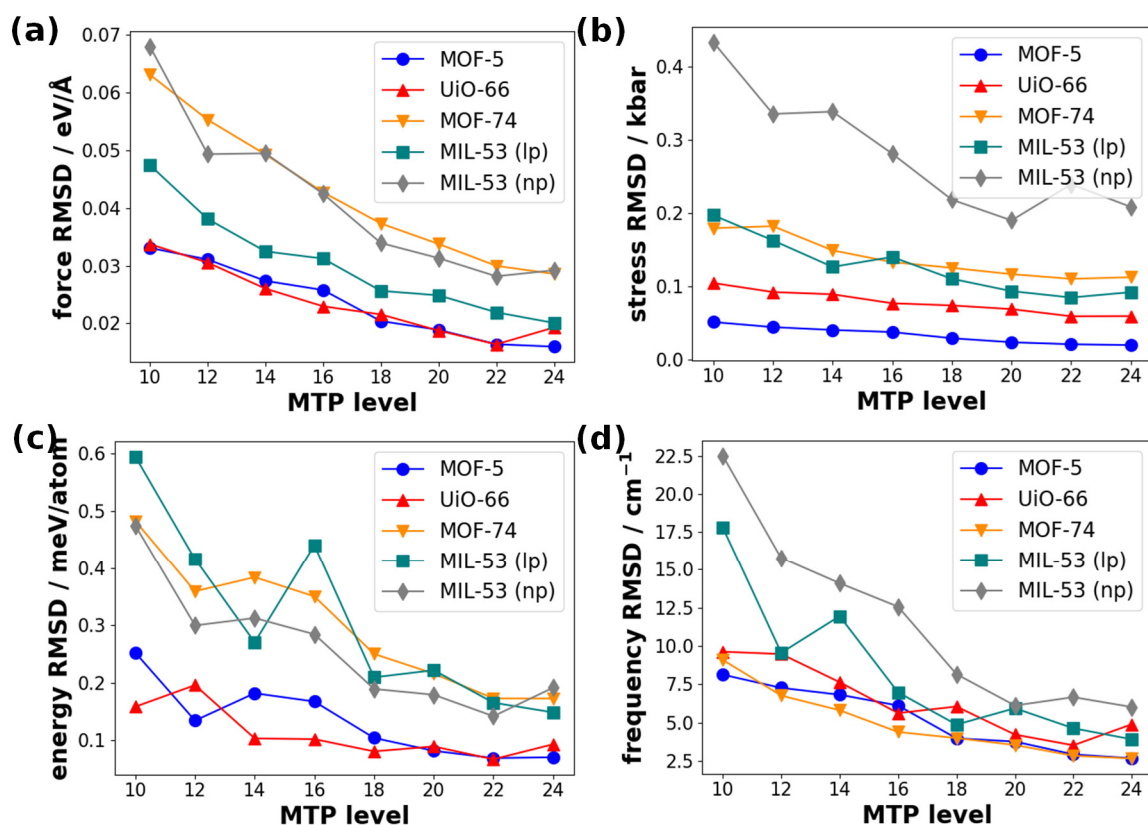 (a)
force RMSD / eV/Å
0.07
0.06
0.05
0.04
0.03
0.02
MOF-5
UiO-66
MOF-74
MIL-53 (lp)
MIL-53 (np)
10 12 14 16 18 20 22 24
MTP level
(b)
stress RMSD / kbar
0.4
0.3
0.2
0.1
0.0
MOF-5
UiO-66
MOF-74
MIL-53 (lp)
MIL-53 (np)
10 12 14 16 18 20 22 24
MTP level
(c)
energy RMSD / meV/atom
0.6
0.5
0.4
0.3
0.2
0.1
MOF-5
UiO-66
MOF-74
MIL-53 (lp)
MIL-53 (np)
10 12 14 16 18 20 22 24
MTP level
(d)
frequency RMSD / cm⁻¹
22.5
20.0
17.5
15.0
12.5
10.0
7.5
5.0
2.5
MOF-5
UiO-66
MOF-74
MIL-53 (lp)
MIL-53 (np)
10 12 14 16 18 20 22 24
MTP level